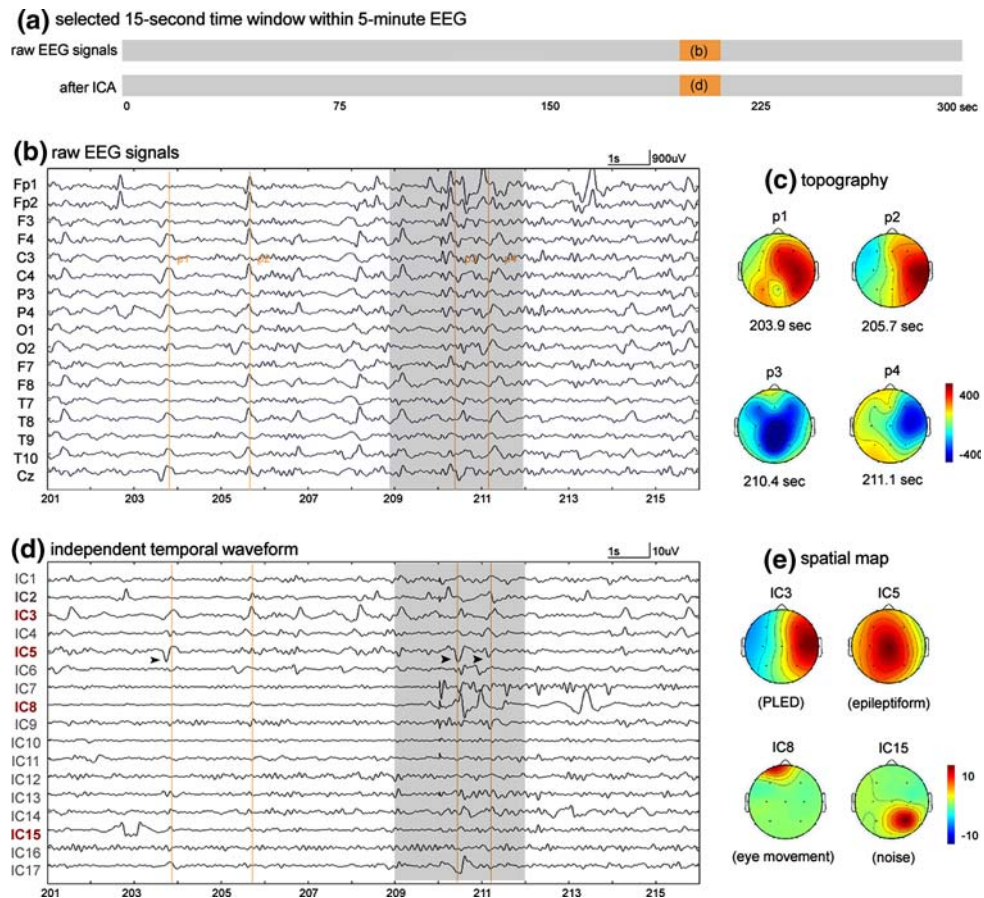 (a) selected 15-second time window within 5-minute EEG
raw EEG signals (b)
after ICA (d)
0 75 150 225 300 sec
(b) raw EEG signals
1s 900uV
Fp1
Fp2
F3
F4
C3
C4
P3
P4
O1
O2
F7
F8
T7
T8
T9
T10
Cz
p1 p2 p3 p4
201 203 205 207 209 211 213 215
(c) topography
p1 p2
203.9 sec 205.7 sec
p3 p4
400
-400
210.4 sec 211.1 sec
(d) independent temporal waveform
1s 10uV
IC1
IC2
IC3
IC4
IC5
IC6
IC7
IC8
IC9
IC10
IC11
IC12
IC13
IC14
IC15
IC16
IC17
201 203 205 207 209 211 213 215
(e) spatial map
IC3 IC5
(PLED) (epileptiform)
IC8 IC15
10
-10
(eye movement) (noise)